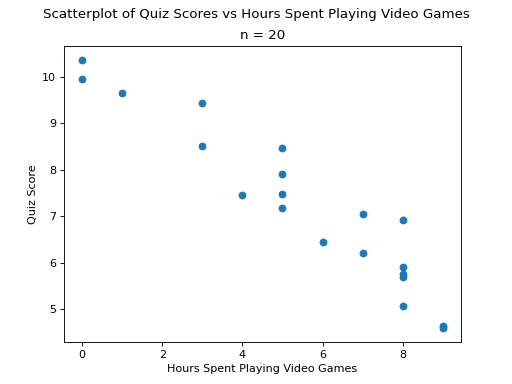 Scatterplot of Quiz Scores vs Hours Spent Playing Video Games
n = 20
10
9
8
7
6
5
Quiz Score
0 2 4 6 8
Hours Spent Playing Video Games